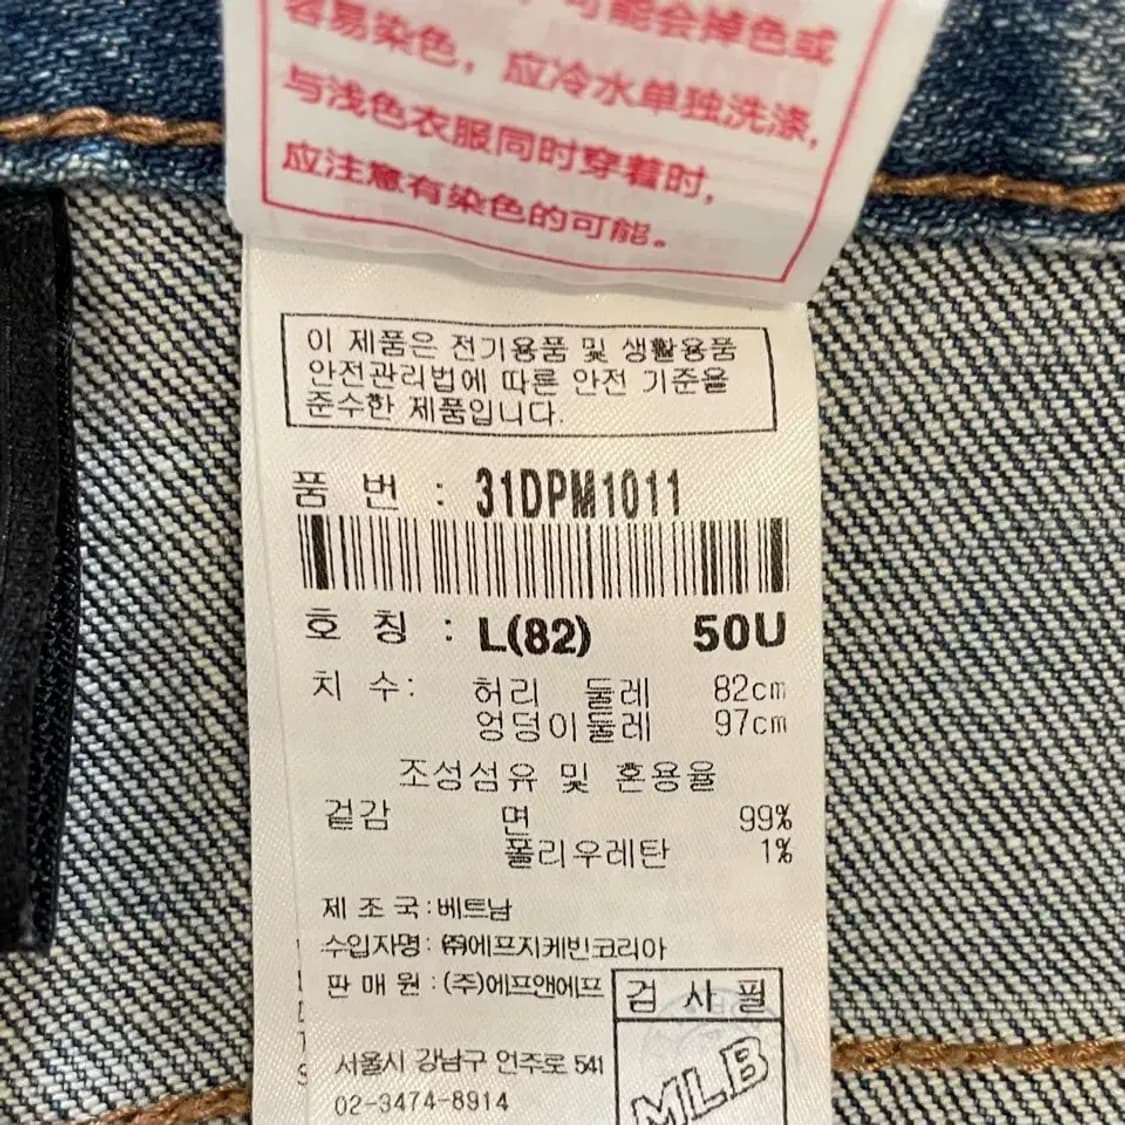 可能会掉色或
容易染色，应冷水单独洗涤，
与浅色衣服同时穿着时，
应注意有染色的可能。
이 제품은 전기용품 및 생활용품
안전관리법에 따른 안전 기준을
준수한 제품입니다.
품 번 : 31DPM1011
호 칭 : L(82) 50U
치 수: 허리 둘레 82cm
엉덩이둘레 97cm
조성섬유 및 혼용율
겉감 면 99%
폴리우레탄 1%
제 조 국:베트남
수입자명: ㈜에프지케빈코리아
판 매 원 : (주)에프앤에프
검 사 필
MLB
서울시 강남구 언주로 541
02-3474-8914